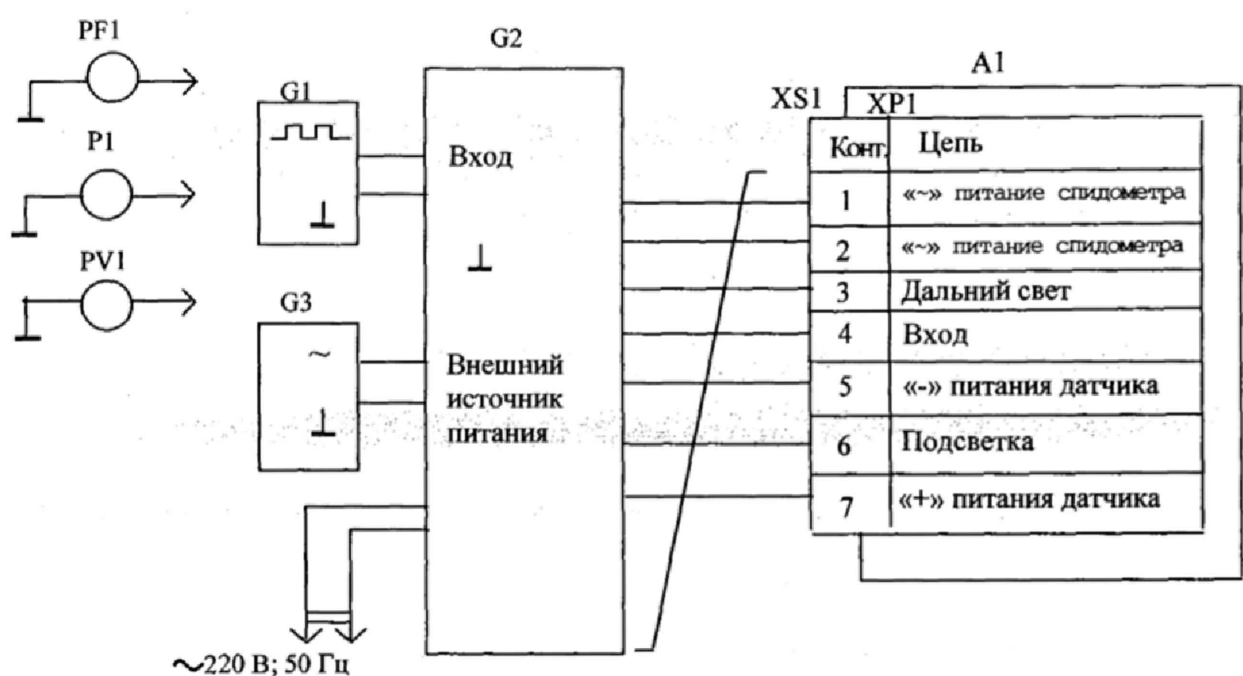 PF1
P1
PV1
G1
⊥
G3
~
⊥
~220 В; 50 Гц
G2
Вход
⊥
Внешний
источник
питания
A1
XS1 XP1
Конт. Цепь
1 «~» питание спидометра
2 «~» питание спидометра
3 Дальний свет
4 Вход
5 «-» питания датчика
6 Подсветка
7 «+» питания датчика